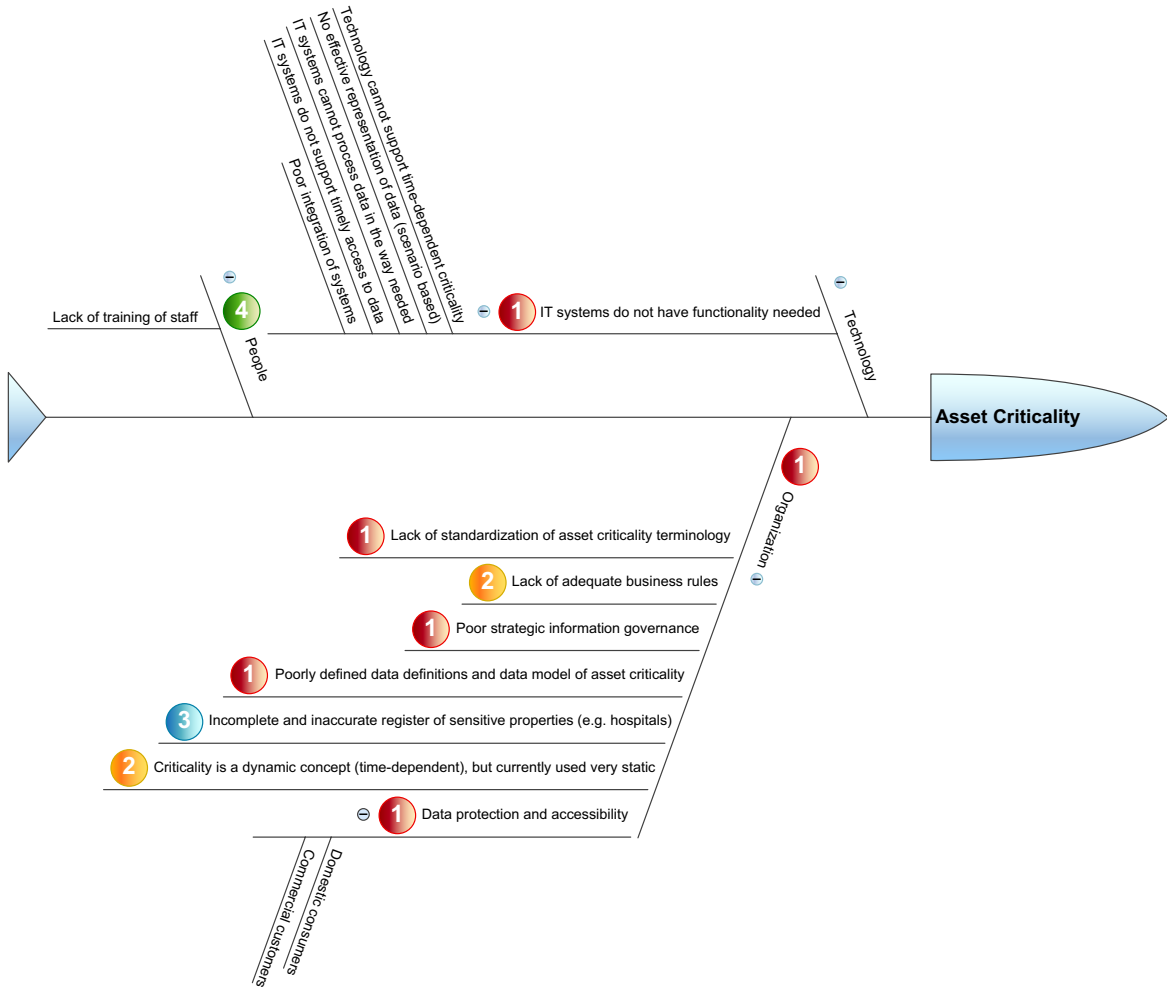 Technology cannot support time-dependent criticality
No effective representation of data (scenario based)
IT systems cannot process data in the way needed
IT systems do not support timely access to data
Poor integration of systems
Lack of training of staff
4
People
1
IT systems do not have functionality needed
Technology
Asset Criticality
1
Organization
1
Lack of standardization of asset criticality terminology
2
Lack of adequate business rules
1
Poor strategic information governance
1
Poorly defined data definitions and data model of asset criticality
3
Incomplete and inaccurate register of sensitive properties (e.g. hospitals)
2
Criticality is a dynamic concept (time-dependent), but currently used very static
1
Data protection and accessibility
Domestic consumers
Commercial customers